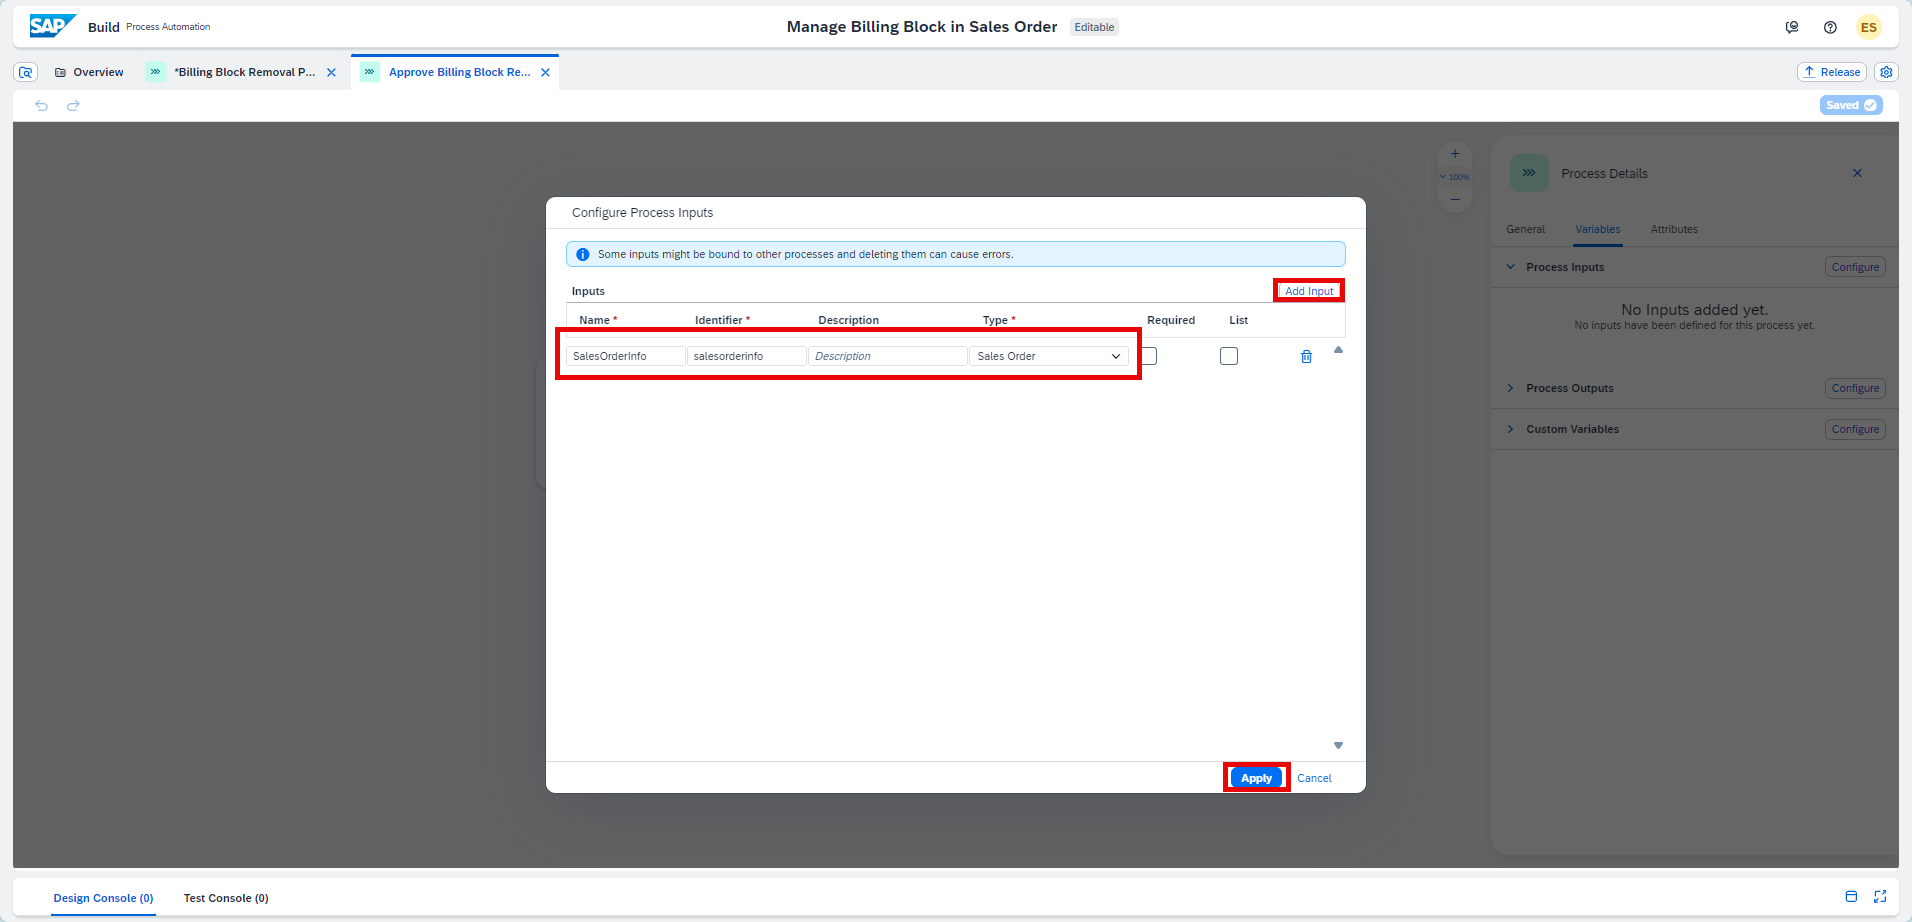 SAP Build Process Automation
Manage Billing Block in Sales Order Editable
ES
Overview
*Billing Block Removal P...
Approve Billing Block Re...
Release
Saved
100%
Process Details
General Variables Attributes
Process Inputs Configure
No Inputs added yet.
No inputs have been defined for this process yet.
Process Outputs Configure
Custom Variables Configure
Configure Process Inputs
Some inputs might be bound to other processes and deleting them can cause errors.
Inputs Add Input
Name * Identifier * Description Type * Required List
SalesOrderInfo salesorderinfo Description Sales Order
Apply Cancel
Design Console (0) Test Console (0)